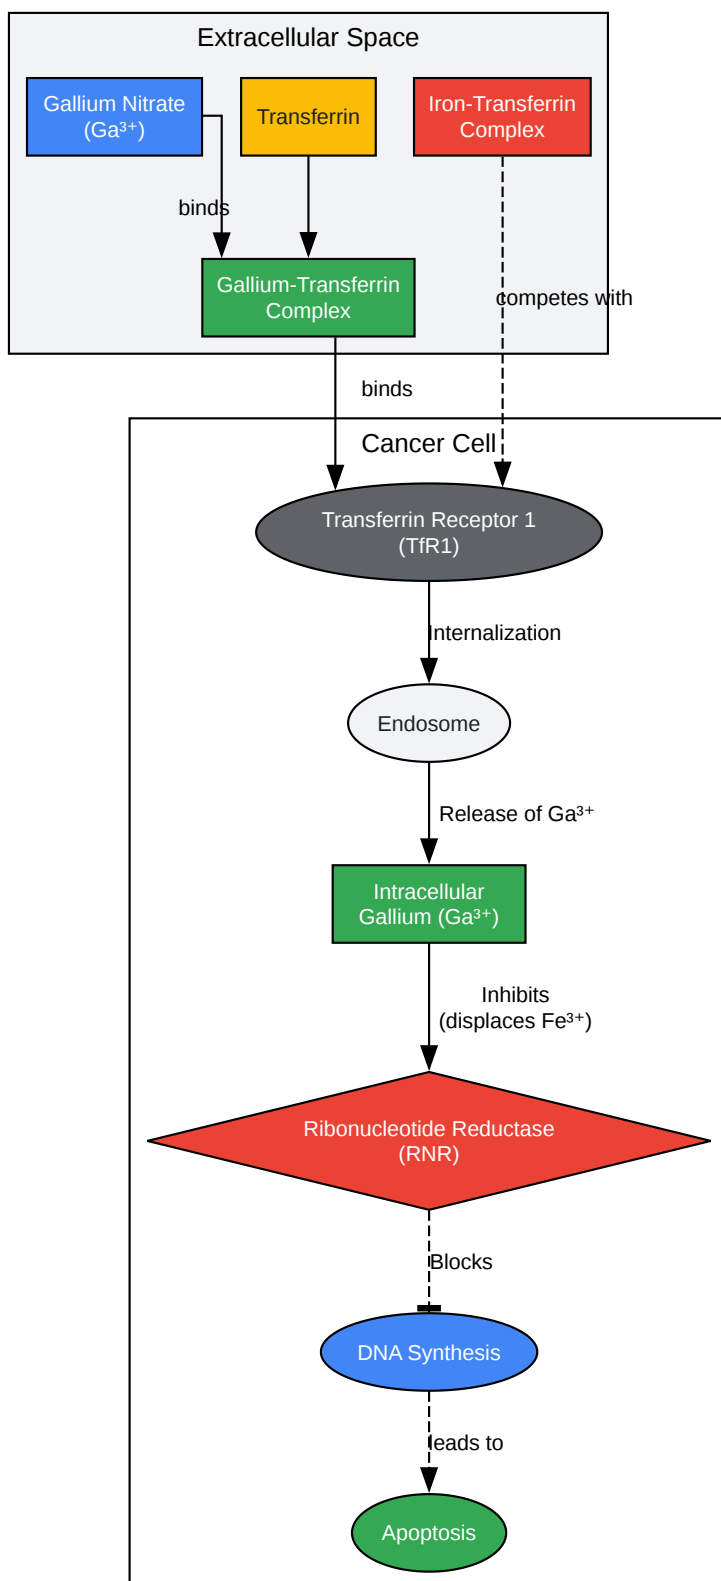 Extracellular Space
Gallium Nitrate
(Ga³⁺)
Transferrin
Iron-Transferrin
Complex
binds
Gallium-Transferrin
Complex
competes with
binds
Cancer Cell
Transferrin Receptor 1
(TfR1)
Internalization
Endosome
Release of Ga³⁺
Intracellular
Gallium (Ga³⁺)
Inhibits
(displaces Fe³⁺)
Ribonucleotide Reductase
(RNR)
Blocks
DNA Synthesis
leads to
Apoptosis